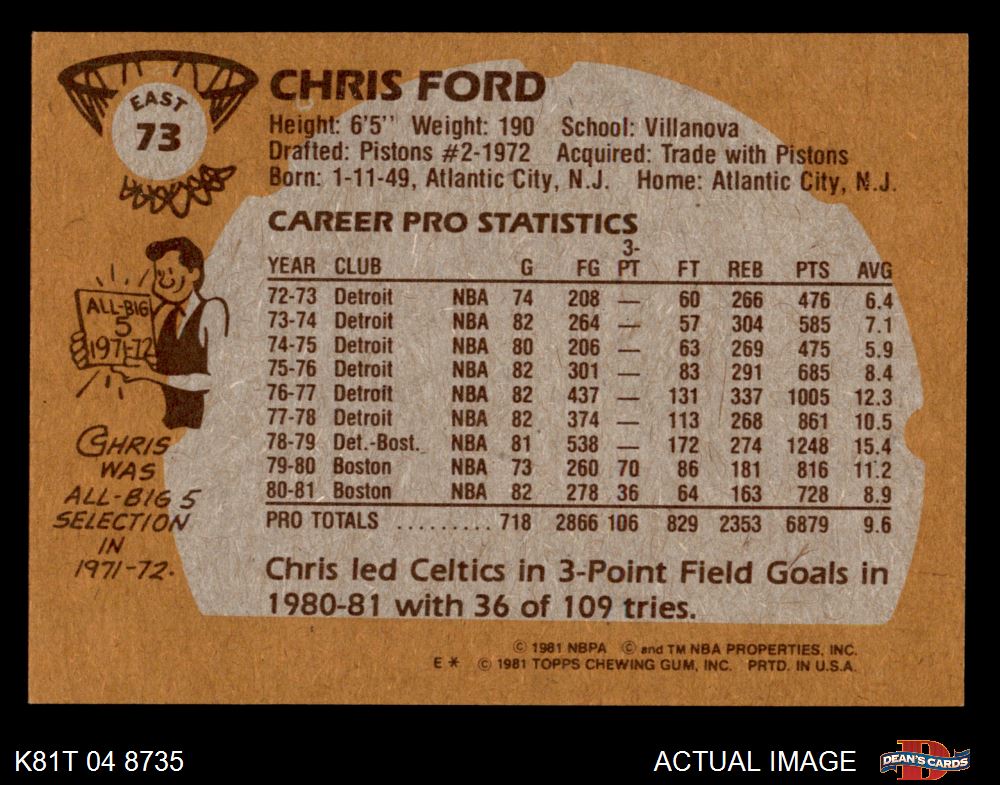 EAST
73
CHRIS FORD
Height: 6'5'' Weight: 190 School: Villanova
Drafted: Pistons #2-1972 Acquired: Trade with Pistons
Born: 1-11-49, Atlantic City, N.J. Home: Atlantic City, N.J.
CAREER PRO STATISTICS
YEAR CLUB G FG 3-PT FT REB PTS AVG
72-73 Detroit NBA 74 208 — 60 266 476 6.4
73-74 Detroit NBA 82 264 — 57 304 585 7.1
74-75 Detroit NBA 80 206 — 63 269 475 5.9
75-76 Detroit NBA 82 301 — 83 291 685 8.4
76-77 Detroit NBA 82 437 — 131 337 1005 12.3
77-78 Detroit NBA 82 374 — 113 268 861 10.5
78-79 Det.-Bost. NBA 81 538 — 172 274 1248 15.4
79-80 Boston NBA 73 260 70 86 181 816 11.2
80-81 Boston NBA 82 278 36 64 163 728 8.9
PRO TOTALS .......... 718 2866 106 829 2353 6879 9.6
Chris led Celtics in 3-Point Field Goals in
1980-81 with 36 of 109 tries.
ALL-BIG
5
1971-72
CHRIS
WAS
ALL-BIG 5
SELECTION
IN
1971-72.
© 1981 NBPA © and TM NBA PROPERTIES, INC.
E * © 1981 TOPPS CHEWING GUM, INC. PRTD. IN U.S.A.
K81T 04 8735
ACTUAL IMAGE
DEAN'S CARDS